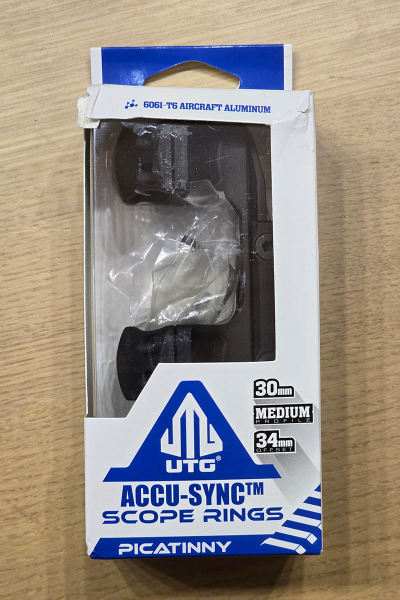 6061-T6 AIRCRAFT ALUMINUM
30mm
MEDIUM
PROFILE
34mm
OFFSET
UTG®
ACCU-SYNC™
SCOPE RINGS
PICATINNY